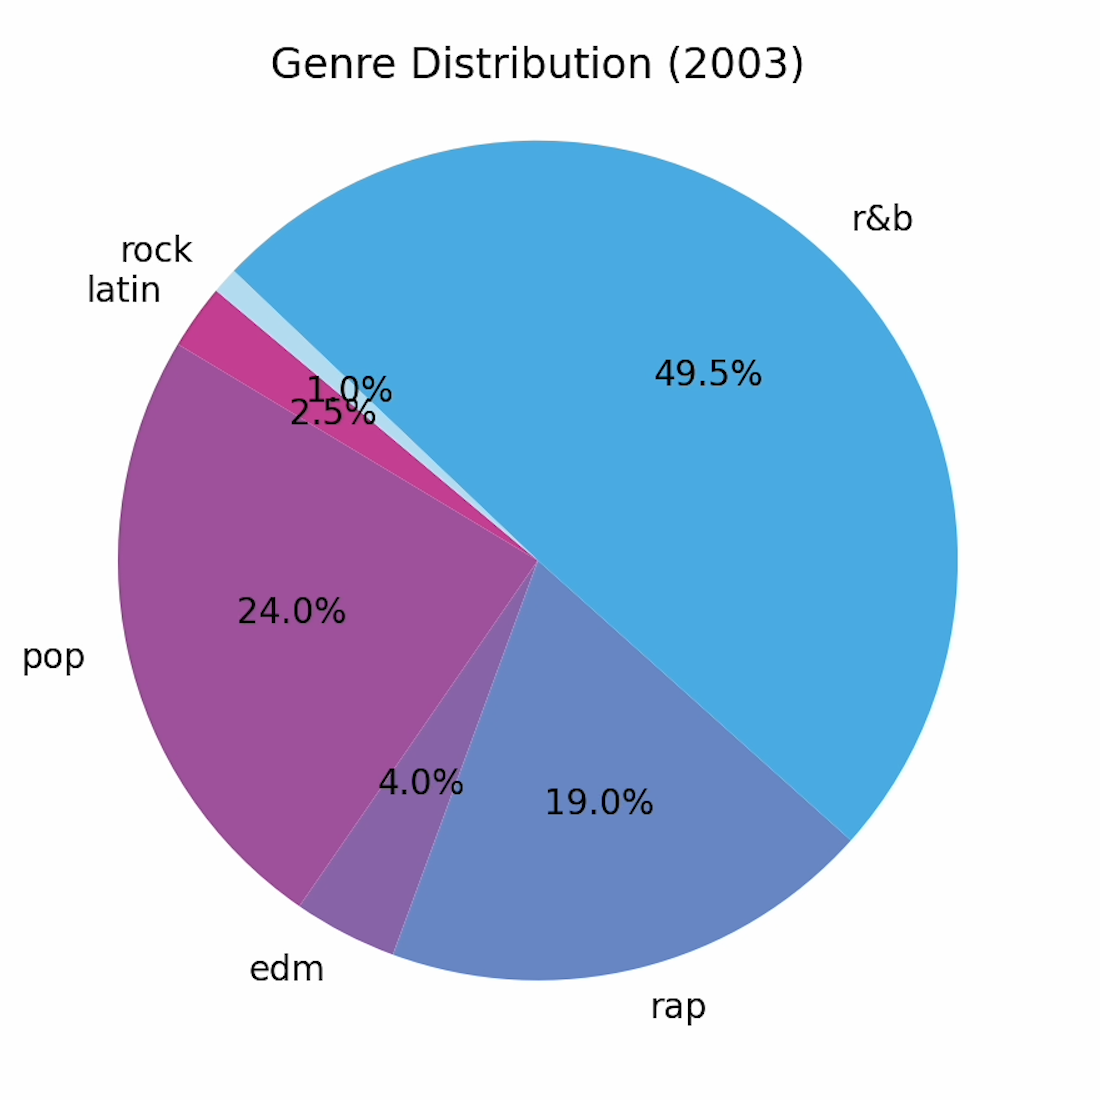 Genre Distribution (2003)
r&b
rock
latin
49.5%
1.0%
2.5%
24.0%
pop
4.0%
19.0%
edm
rap